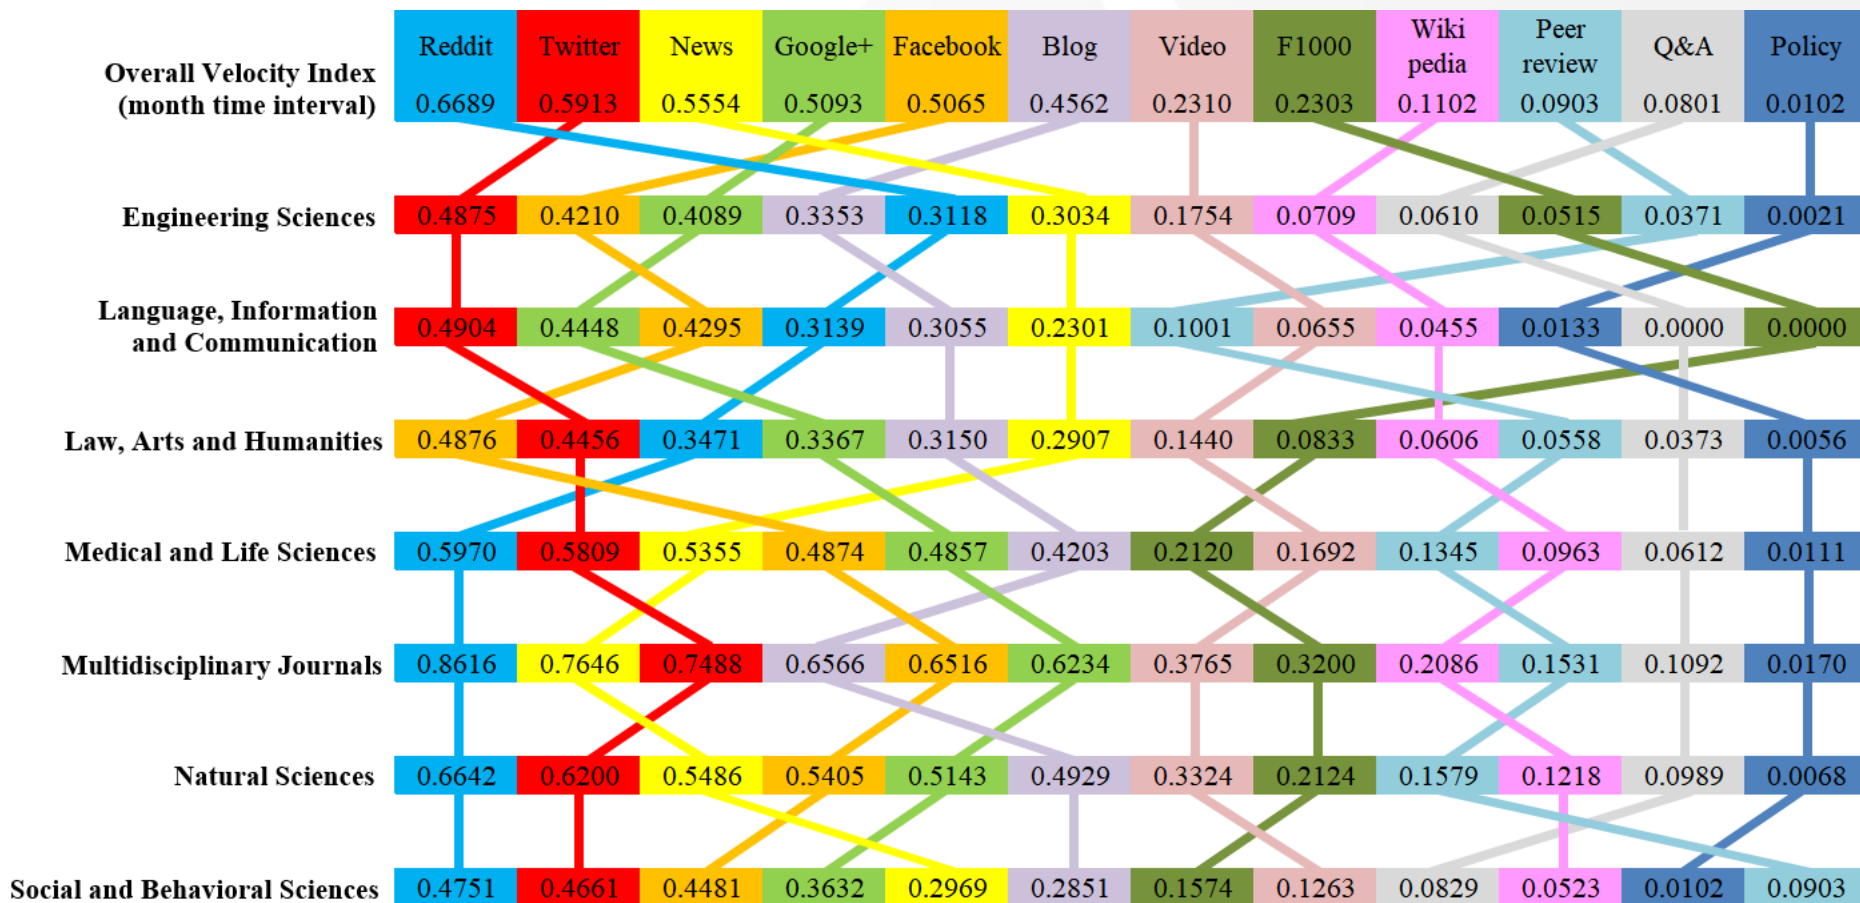 Overall Velocity Index
(month time interval)
Reddit Twitter News Google+ Facebook Blog Video F1000 Wiki pedia Peer review Q&A Policy
0.6689 0.5913 0.5554 0.5093 0.5065 0.4562 0.2310 0.2303 0.1102 0.0903 0.0801 0.0102
Engineering Sciences 0.4875 0.4210 0.4089 0.3353 0.3118 0.3034 0.1754 0.0709 0.0610 0.0515 0.0371 0.0021
Language, Information
and Communication
0.4904 0.4448 0.4295 0.3139 0.3055 0.2301 0.1001 0.0655 0.0455 0.0133 0.0000 0.0000
Law, Arts and Humanities 0.4876 0.4456 0.3471 0.3367 0.3150 0.2907 0.1440 0.0833 0.0606 0.0558 0.0373 0.0056
Medical and Life Sciences 0.5970 0.5809 0.5355 0.4874 0.4857 0.4203 0.2120 0.1692 0.1345 0.0963 0.0612 0.0111
Multidisciplinary Journals 0.8616 0.7646 0.7488 0.6566 0.6516 0.6234 0.3765 0.3200 0.2086 0.1531 0.1092 0.0170
Natural Sciences 0.6642 0.6200 0.5486 0.5405 0.5143 0.4929 0.3324 0.2124 0.1579 0.1218 0.0989 0.0068
Social and Behavioral Sciences 0.4751 0.4661 0.4481 0.3632 0.2969 0.2851 0.1574 0.1263 0.0829 0.0523 0.0102 0.0903